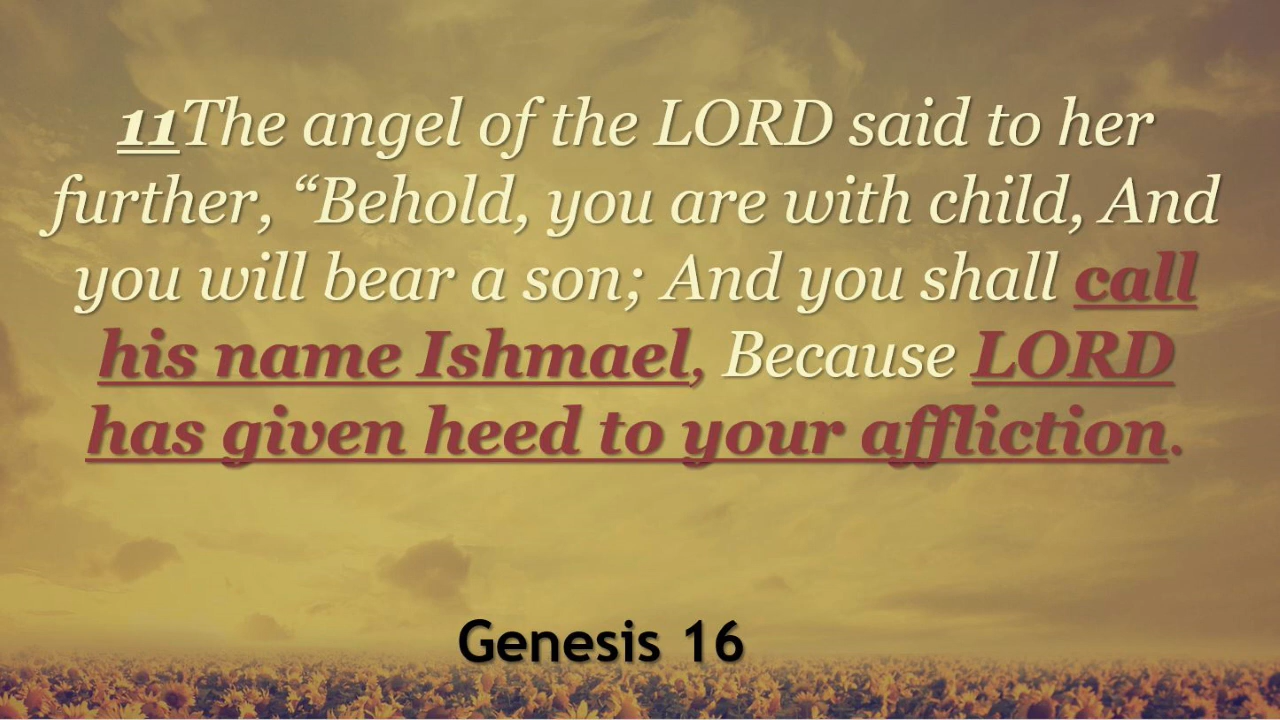 11The angel of the LORD said to her
further, “Behold, you are with child, And
you will bear a son; And you shall call
his name Ishmael, Because LORD
has given heed to your affliction.
Genesis 16